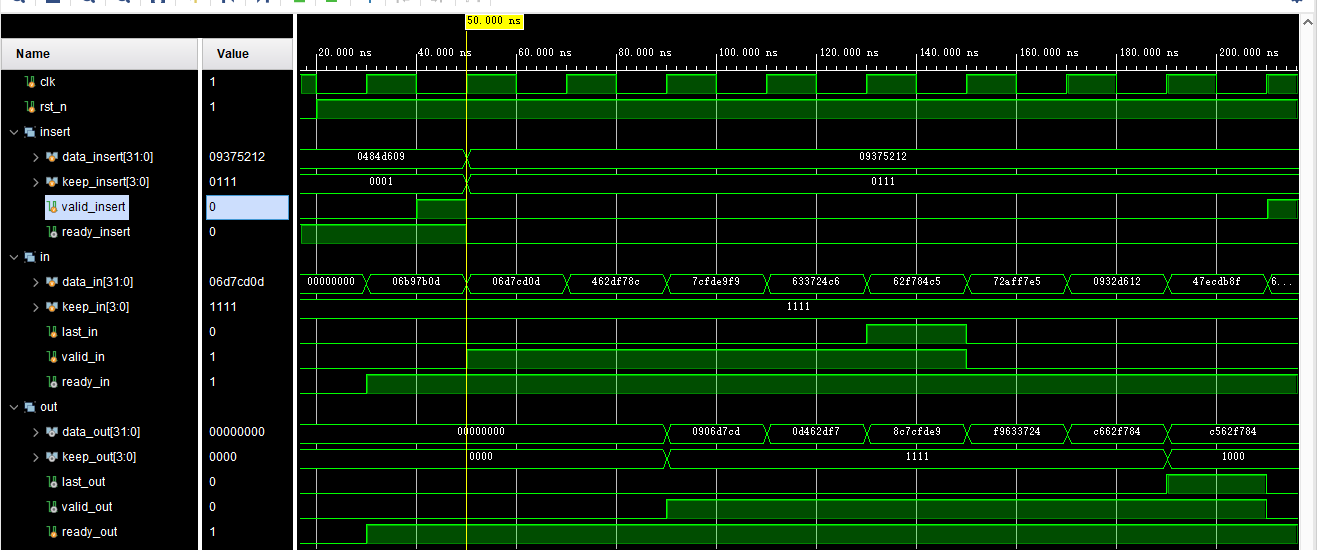 50.000 ns
Name Value
20.000 ns 40.000 ns 60.000 ns 80.000 ns 100.000 ns 120.000 ns 140.000 ns 160.000 ns 180.000 ns 200.000 ns
clk 1
rst_n 1
insert
data_insert[31:0] 09375212 0484d609 09375212
keep_insert[3:0] 0111 0001 0111
valid_insert 0
ready_insert 0
in
data_in[31:0] 06d7cd0d 00000000 06b97b0d 06d7cd0d 462df78c 7cfde9f9 633724c6 62f784c5 72aff7e5 0932d612 47ecdb8f 6...
keep_in[3:0] 1111 1111
last_in 0
valid_in 1
ready_in 1
out
data_out[31:0] 00000000 00000000 0906d7cd 0d462df7 8c7cfde9 f9633724 c662f784 c562f784
keep_out[3:0] 0000 0000 1111 1000
last_out 0
valid_out 0
ready_out 1